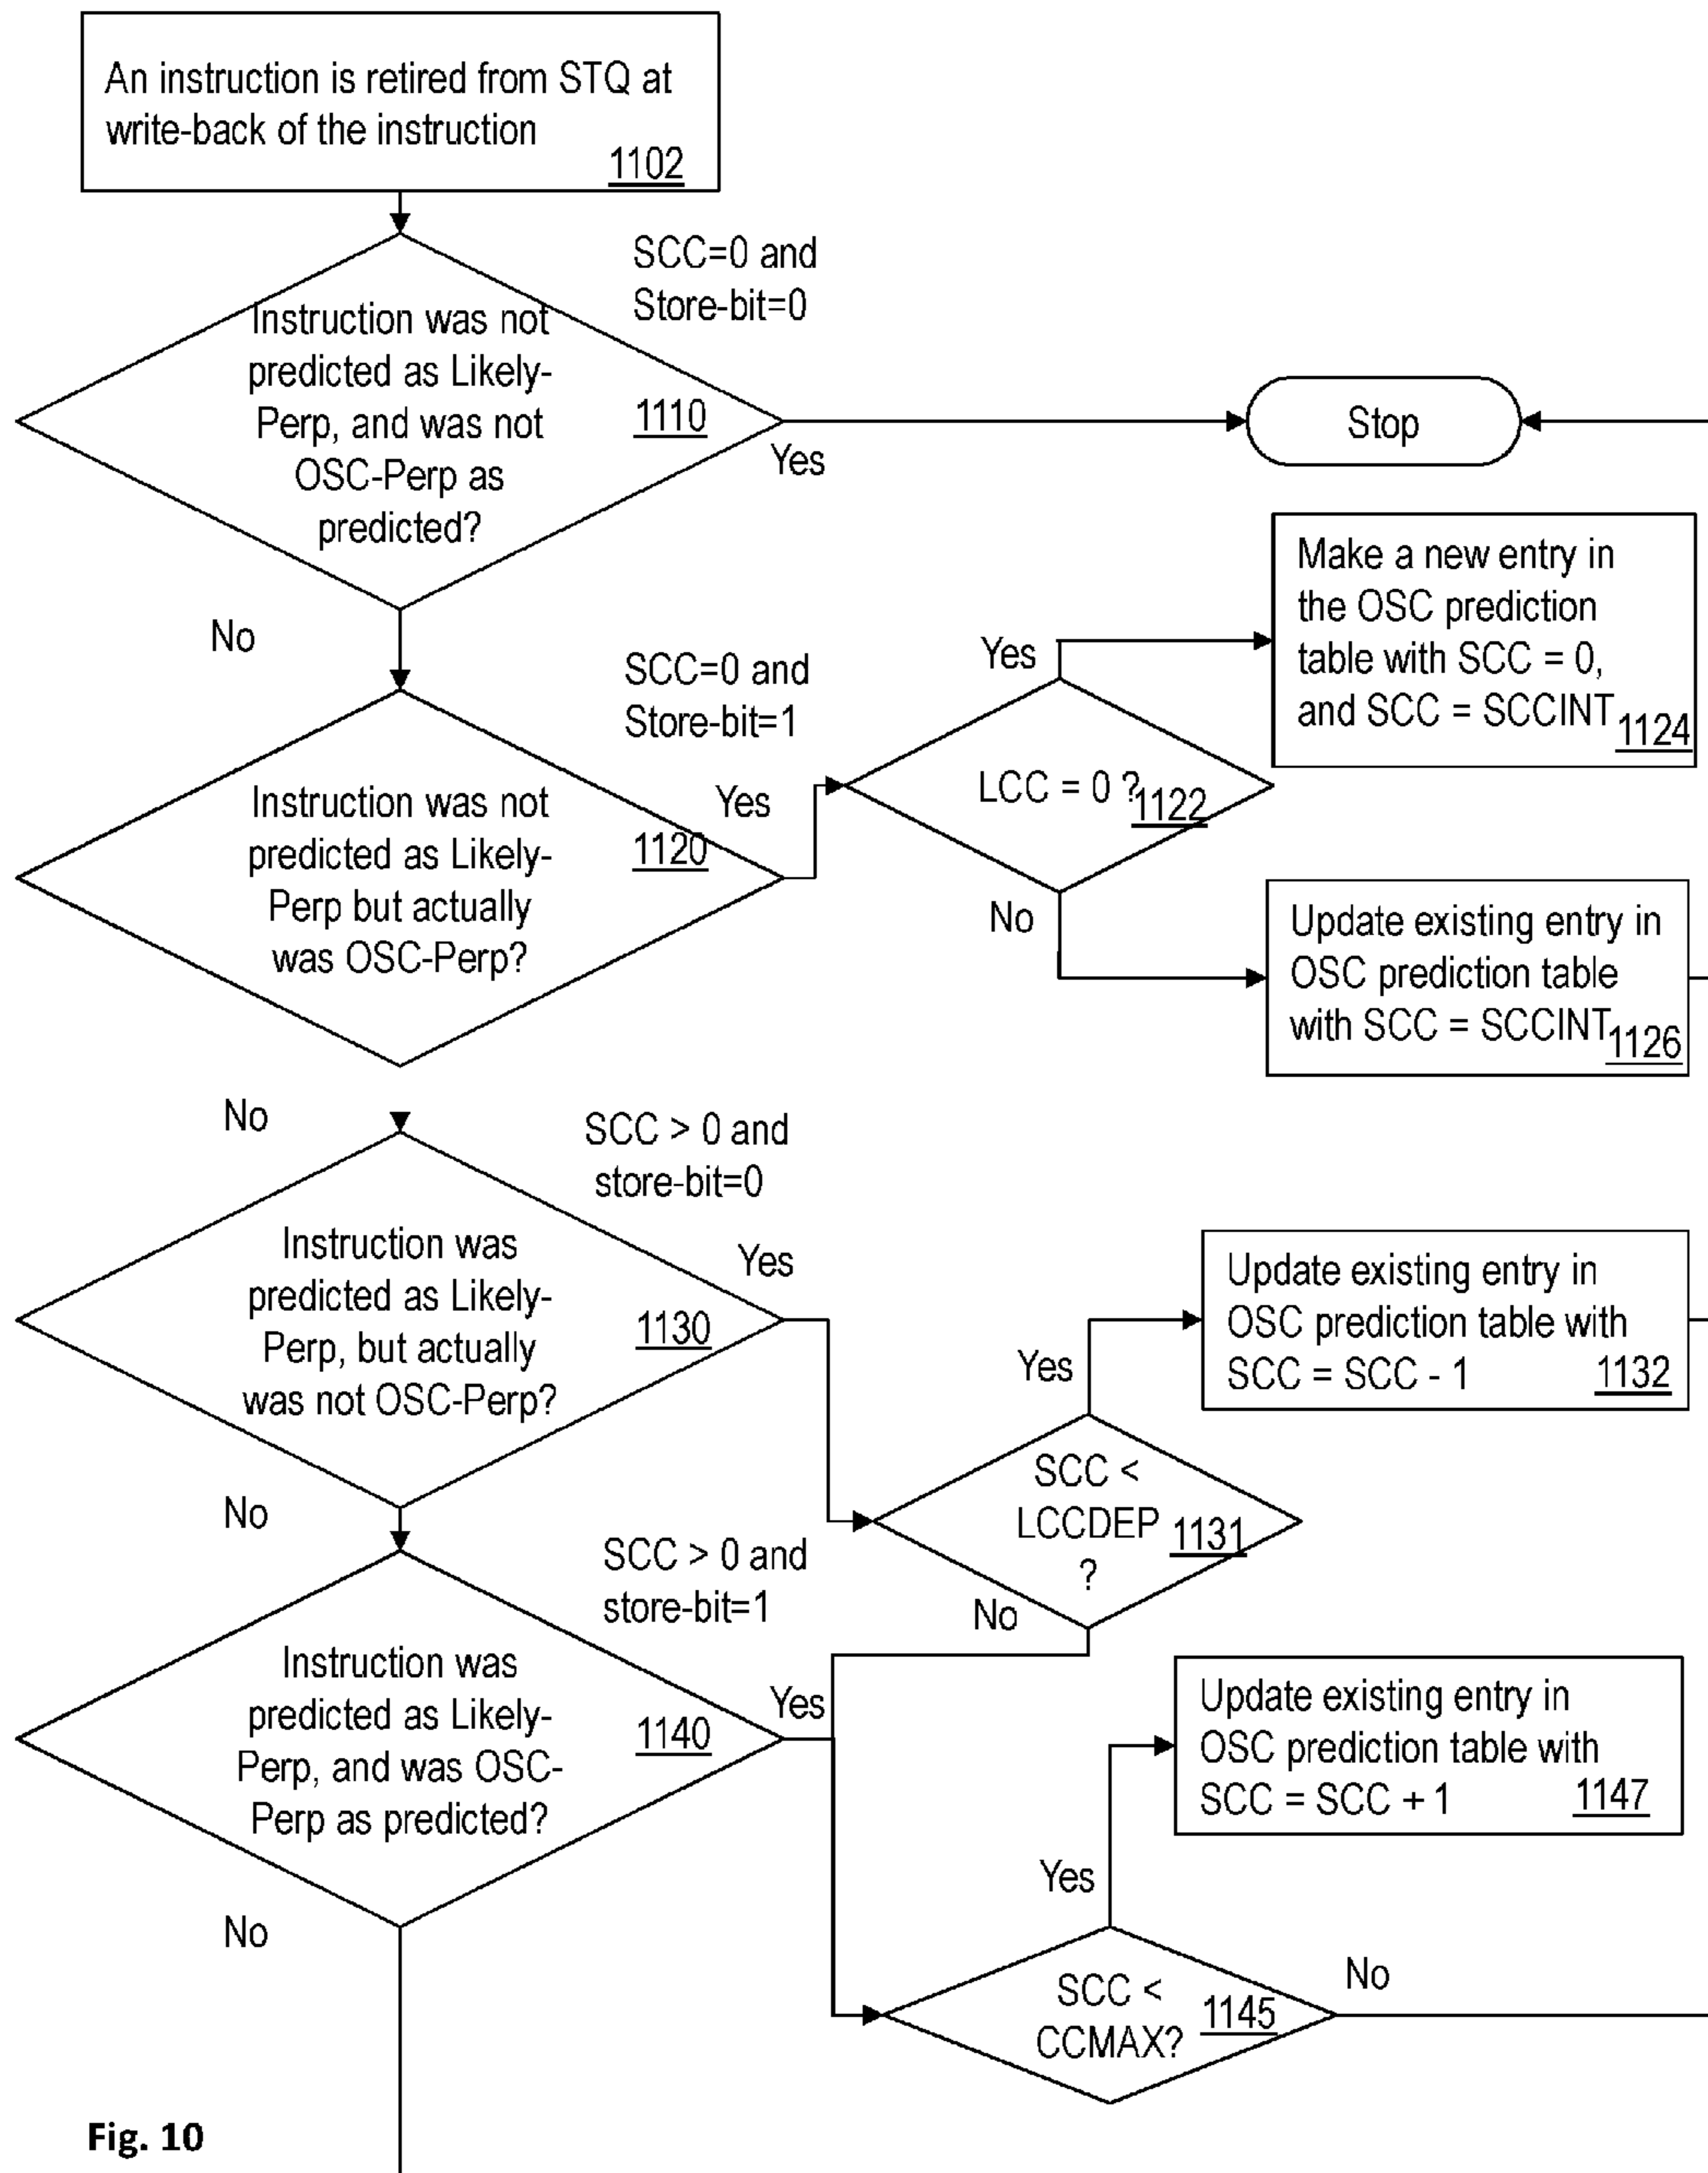 An instruction is retired from STQ at
write-back of the instruction
1102
SCC=0 and
Store-bit=0
Instruction was not
predicted as Likely-
Perp, and was not
OSC-Perp as
predicted?
1110
Yes
Stop
No
SCC=0 and
Store-bit=1
Instruction was not
predicted as Likely-
Perp but actually
was OSC-Perp?
1120
Yes
LCC = 0 ?
1122
Yes
Make a new entry in
the OSC prediction
table with SCC = 0,
and SCC = SCCINT
1124
No
Update existing entry in
OSC prediction table
with SCC = SCCINT
1126
No
SCC > 0 and
store-bit=0
Instruction was
predicted as Likely-
Perp, but actually
was not OSC-Perp?
1130
Yes
SCC <
LCCDEP
?
1131
Yes
Update existing entry in
OSC prediction table with
SCC = SCC - 1
1132
No
No
SCC > 0 and
store-bit=1
Instruction was
predicted as Likely-
Perp, and was OSC-
Perp as predicted?
1140
Yes
Update existing entry in
OSC prediction table with
SCC = SCC + 1
1147
Yes
SCC <
CCMAX?
1145
No
No
Fig. 10